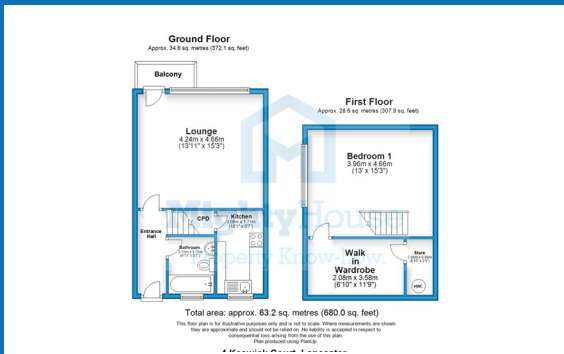 Ground Floor
Approx. 34.6 sq. metres (372.1 sq. feet)
Balcony
Lounge
4.24m x 4.66m
(13'11" x 15'3")
First Floor
Approx. 28.6 sq. metres (307.9 sq. feet)
Bedroom 1
3.96m x 4.66m
(13' x 15'3")
Entrance
Hall
CPD
Kitchen
Bathroom
Walk
in
Wardrobe
2.08m x 3.58m
(6'10" x 11'9")
Store
HWC
MightyHouse
Property Know-how.
Total area: approx. 63.2 sq. metres (680.0 sq. feet)
This floor plan is for illustrative purposes only and is not to scale. Where measurements are shown
they are approximate and should not be relied on. No liability is accepted in respect to
consequential loss arising from the use of this plan.
Plan produced using PlanUp.